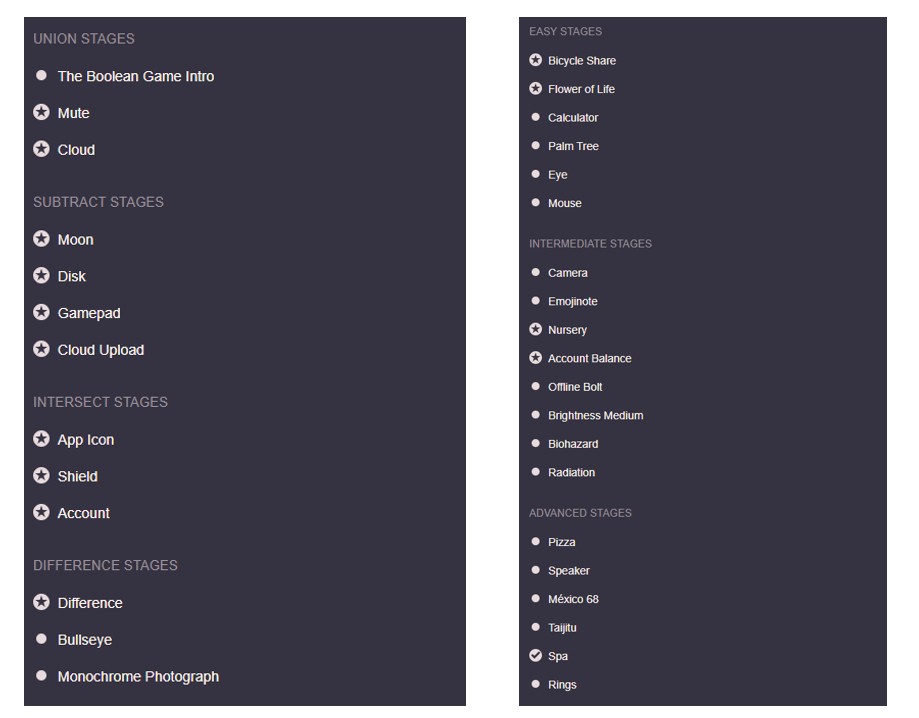 UNION STAGES
The Boolean Game Intro
Mute
Cloud
SUBTRACT STAGES
Moon
Disk
Gamepad
Cloud Upload
INTERSECT STAGES
App Icon
Shield
Account
DIFFERENCE STAGES
Difference
Bullseye
Monochrome Photograph
EASY STAGES
Bicycle Share
Flower of Life
Calculator
Palm Tree
Eye
Mouse
INTERMEDIATE STAGES
Camera
Emojinote
Nursery
Account Balance
Offline Bolt
Brightness Medium
Biohazard
Radiation
ADVANCED STAGES
Pizza
Speaker
México 68
Taijitu
Spa
Rings